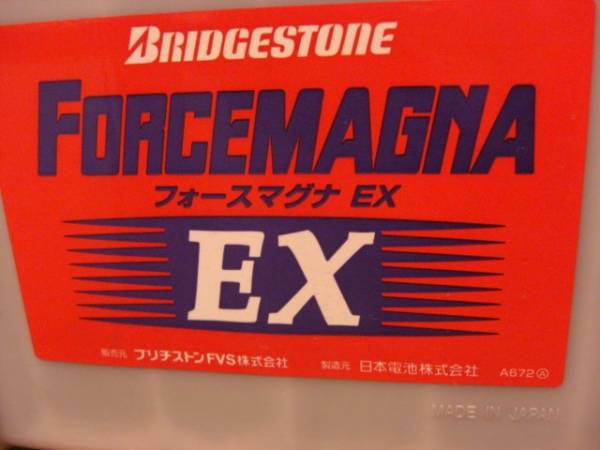 BRIDGESTONE
FORCEMAGNA
フォースマグナ EX
EX
販売元 ブリヂストンFVS株式会社 製造元 日本電池株式会社 A672Ⓐ
MADE IN JAPAN